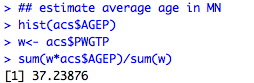 > ## estimate average age in MN
> hist(acs$AGEP)
> w<- acs$PWGTP
> sum(w*acs$AGEP)/sum(w)
[1] 37.23876